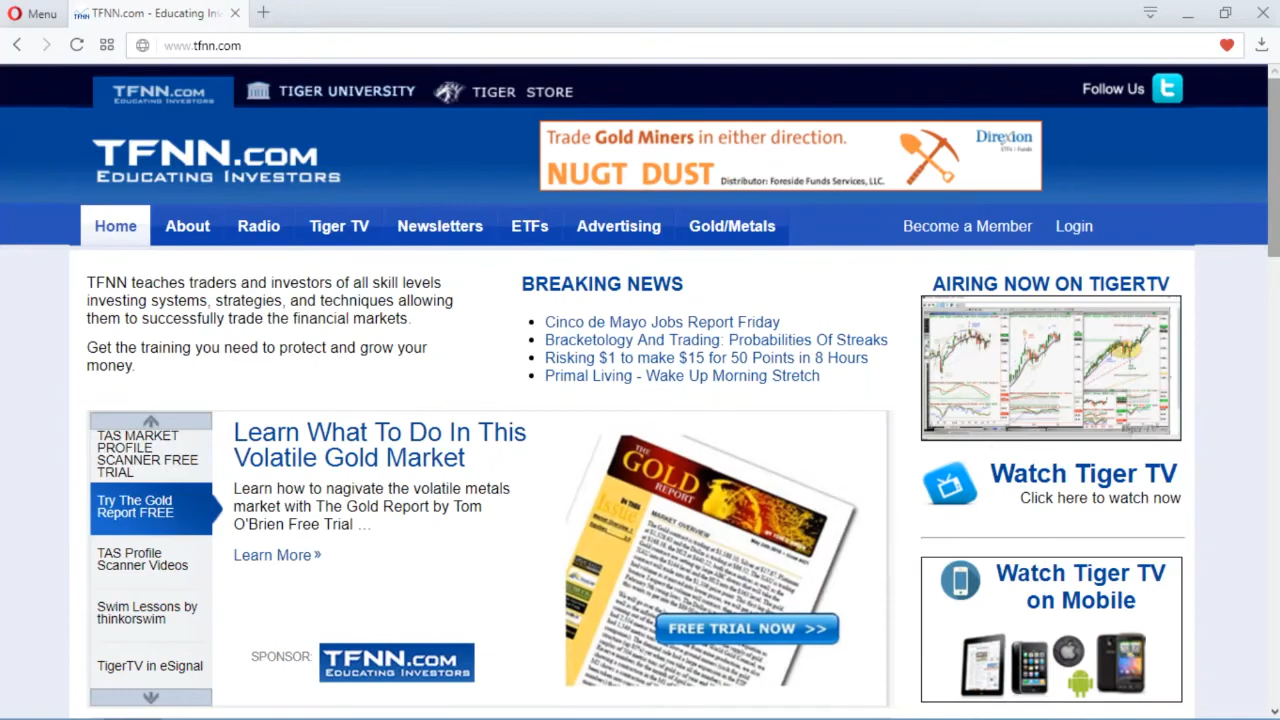 Menu
TFNN.com - Educating Inv
www.tfnn.com
TFNN.COM
EDUCATING INVESTORS
TIGER UNIVERSITY
TIGER STORE
Follow Us
TFNN.COM
EDUCATING INVESTORS
Trade Gold Miners in either direction.
NUGT DUST
Distributor: Foreside Funds Services, LLC.
Direxion
Home
About
Radio
Tiger TV
Newsletters
ETFs
Advertising
Gold/Metals
Become a Member
Login
TFNN teaches traders and investors of all skill levels
investing systems, strategies, and techniques allowing
them to successfully trade the financial markets.
Get the training you need to protect and grow your
money.
BREAKING NEWS
Cinco de Mayo Jobs Report Friday
Bracketology And Trading: Probabilities Of Streaks
Risking $1 to make $15 for 50 Points in 8 Hours
Primal Living - Wake Up Morning Stretch
AIRING NOW ON TIGERTV
Watch Tiger TV
Click here to watch now
Watch Tiger TV
on Mobile
TAS MARKET
PROFILE
SCANNER FREE
TRIAL
Try The Gold
Report FREE
TAS Profile
Scanner Videos
Swim Lessons by
thinkorswim
TigerTV in eSignal
Learn What To Do In This
Volatile Gold Market
Learn how to nagivate the volatile metals
market with The Gold Report by Tom
O'Brien Free Trial ...
Learn More »
SPONSOR:
TFNN.COM
EDUCATING INVESTORS
THE
GOLD
REPORT
MARKET OVERVIEW
FREE TRIAL NOW >>